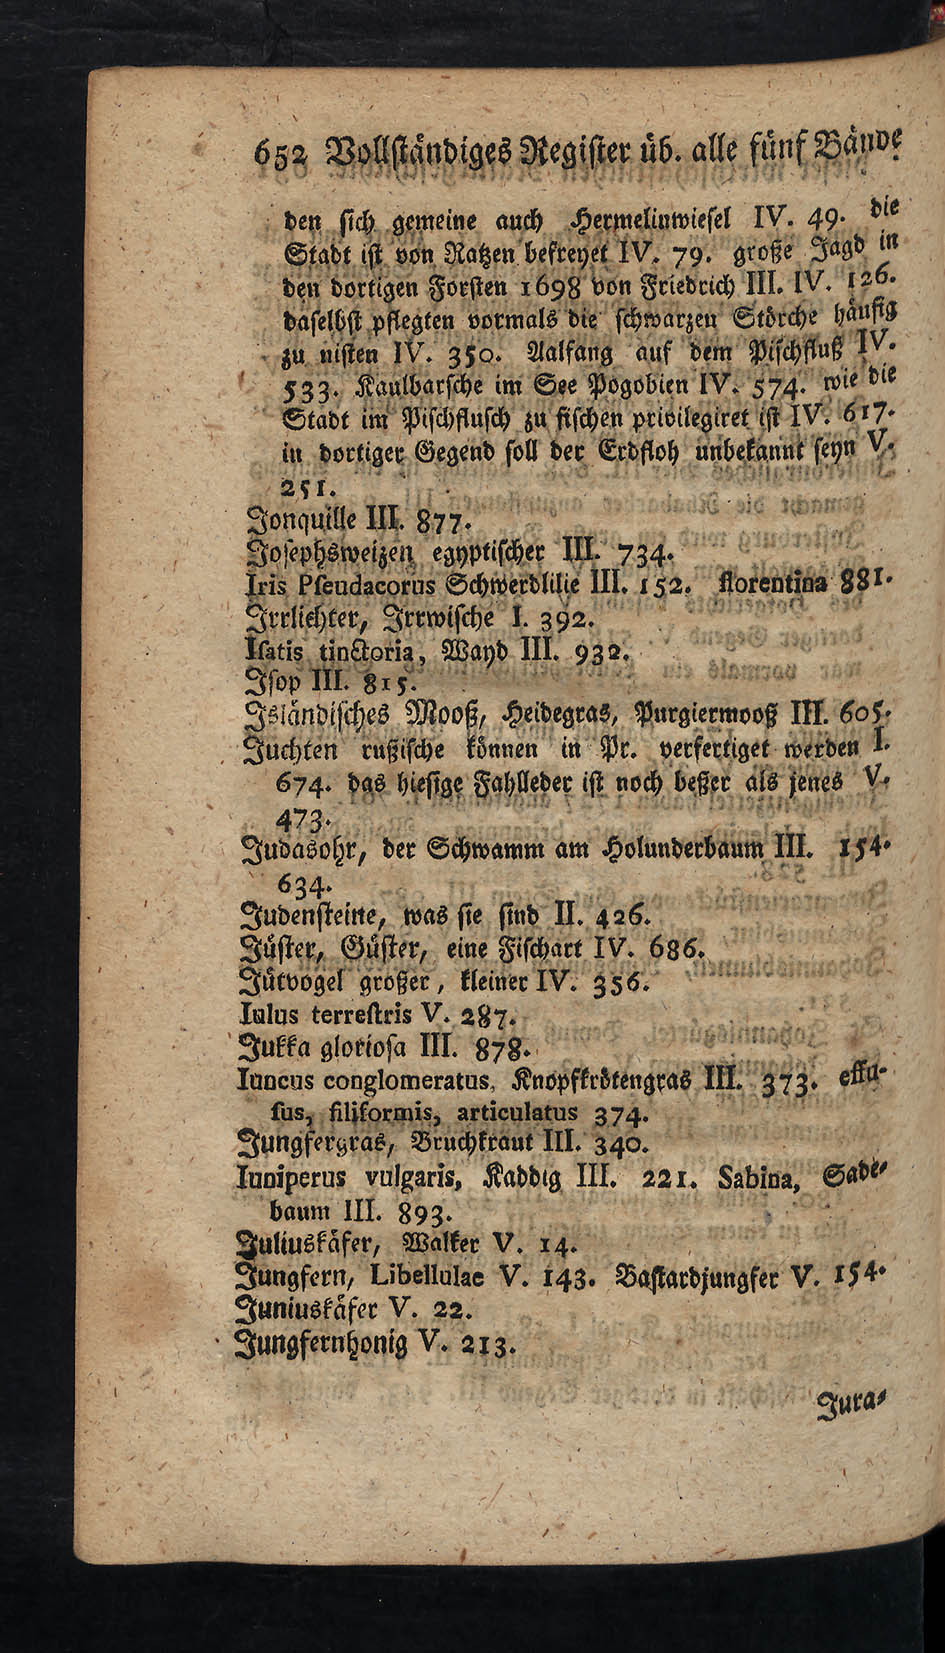 652 Vollständiges Register üb. alle fünf Bände
den sich gemeine auch Hermelinwiesel IV. 49. die
Stadt ist von Ratzen befreyet IV. 79. große Jagd in
den dortigen Forsten 1698 von Friedrich III. IV. 126.
daselbst pflegten vormals die schwarzen Störche häufig
zu nisten IV. 350. Aalfang auf dem Pischfluß IV.
533. Kaulbarsche im See Pogobien IV. 574. wie die
Stadt im Pischflusch zu fischen privilegiret ist IV. 617.
in dortiger Gegend soll der Erdfloh unbekannt seyn V.
251.
Jonquille III. 877.
Josephsweizen egyptischer III. 734.
Iris Pseudacorus Schwerdlilie III. 152. florentina 881.
Irrlichter, Irrwische I. 392.
Isatis tinctoria, Wayd III. 932.
Isop III. 815.
Isländisches Mooß, Heidegras, Purgiermooß III. 605.
Juchten rußische können in Pr. verfertiget werden I.
674. das hiesige Fahlleder ist noch beßer als jenes V.
473.
Judasohr, der Schwamm am Holunderbaum III. 154.
634.
Judensteine, was sie sind II. 426.
Jüster, Güster, eine Fischart IV. 686.
Jütvogel großer, kleiner IV. 356.
Iulus terrestris V. 287.
Jukka gloriosa III. 878.
Iuncus conglomeratus, Knopfkrötengras III. 373. effu-
sus, filiformis, articulatus 374.
Jungfergras, Bruchkraut III. 340.
Iuniperus vulgaris, Kaddig III. 221. Sabina, Sade-
baum III. 893.
Juliuskäfer, Walker V. 14.
Jungfern, Libellulae V. 143. Bastardjungfer V. 154.
Juniuskäfer V. 22.
Jungfernhonig V. 213.
Jura-